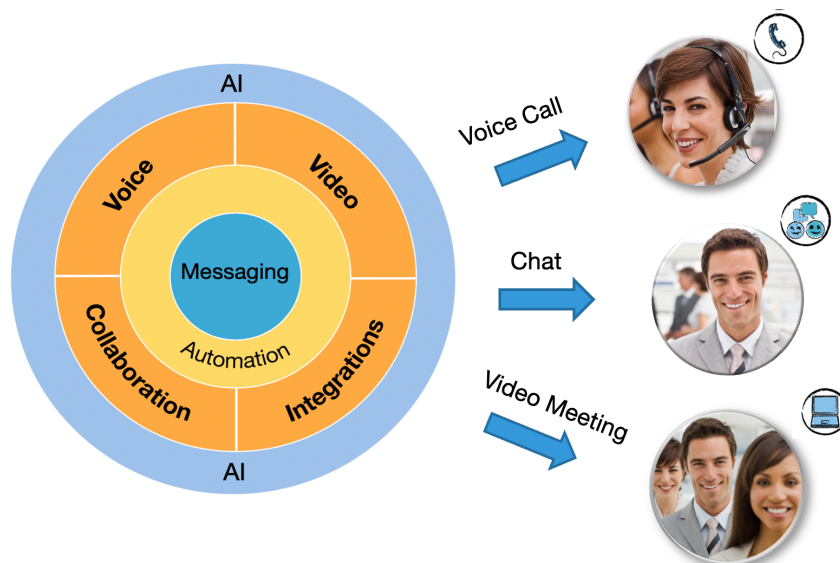 AI
Voice
Video
Messaging
Automation
Collaboration
Integrations
AI
Voice Call
Chat
Video Meeting